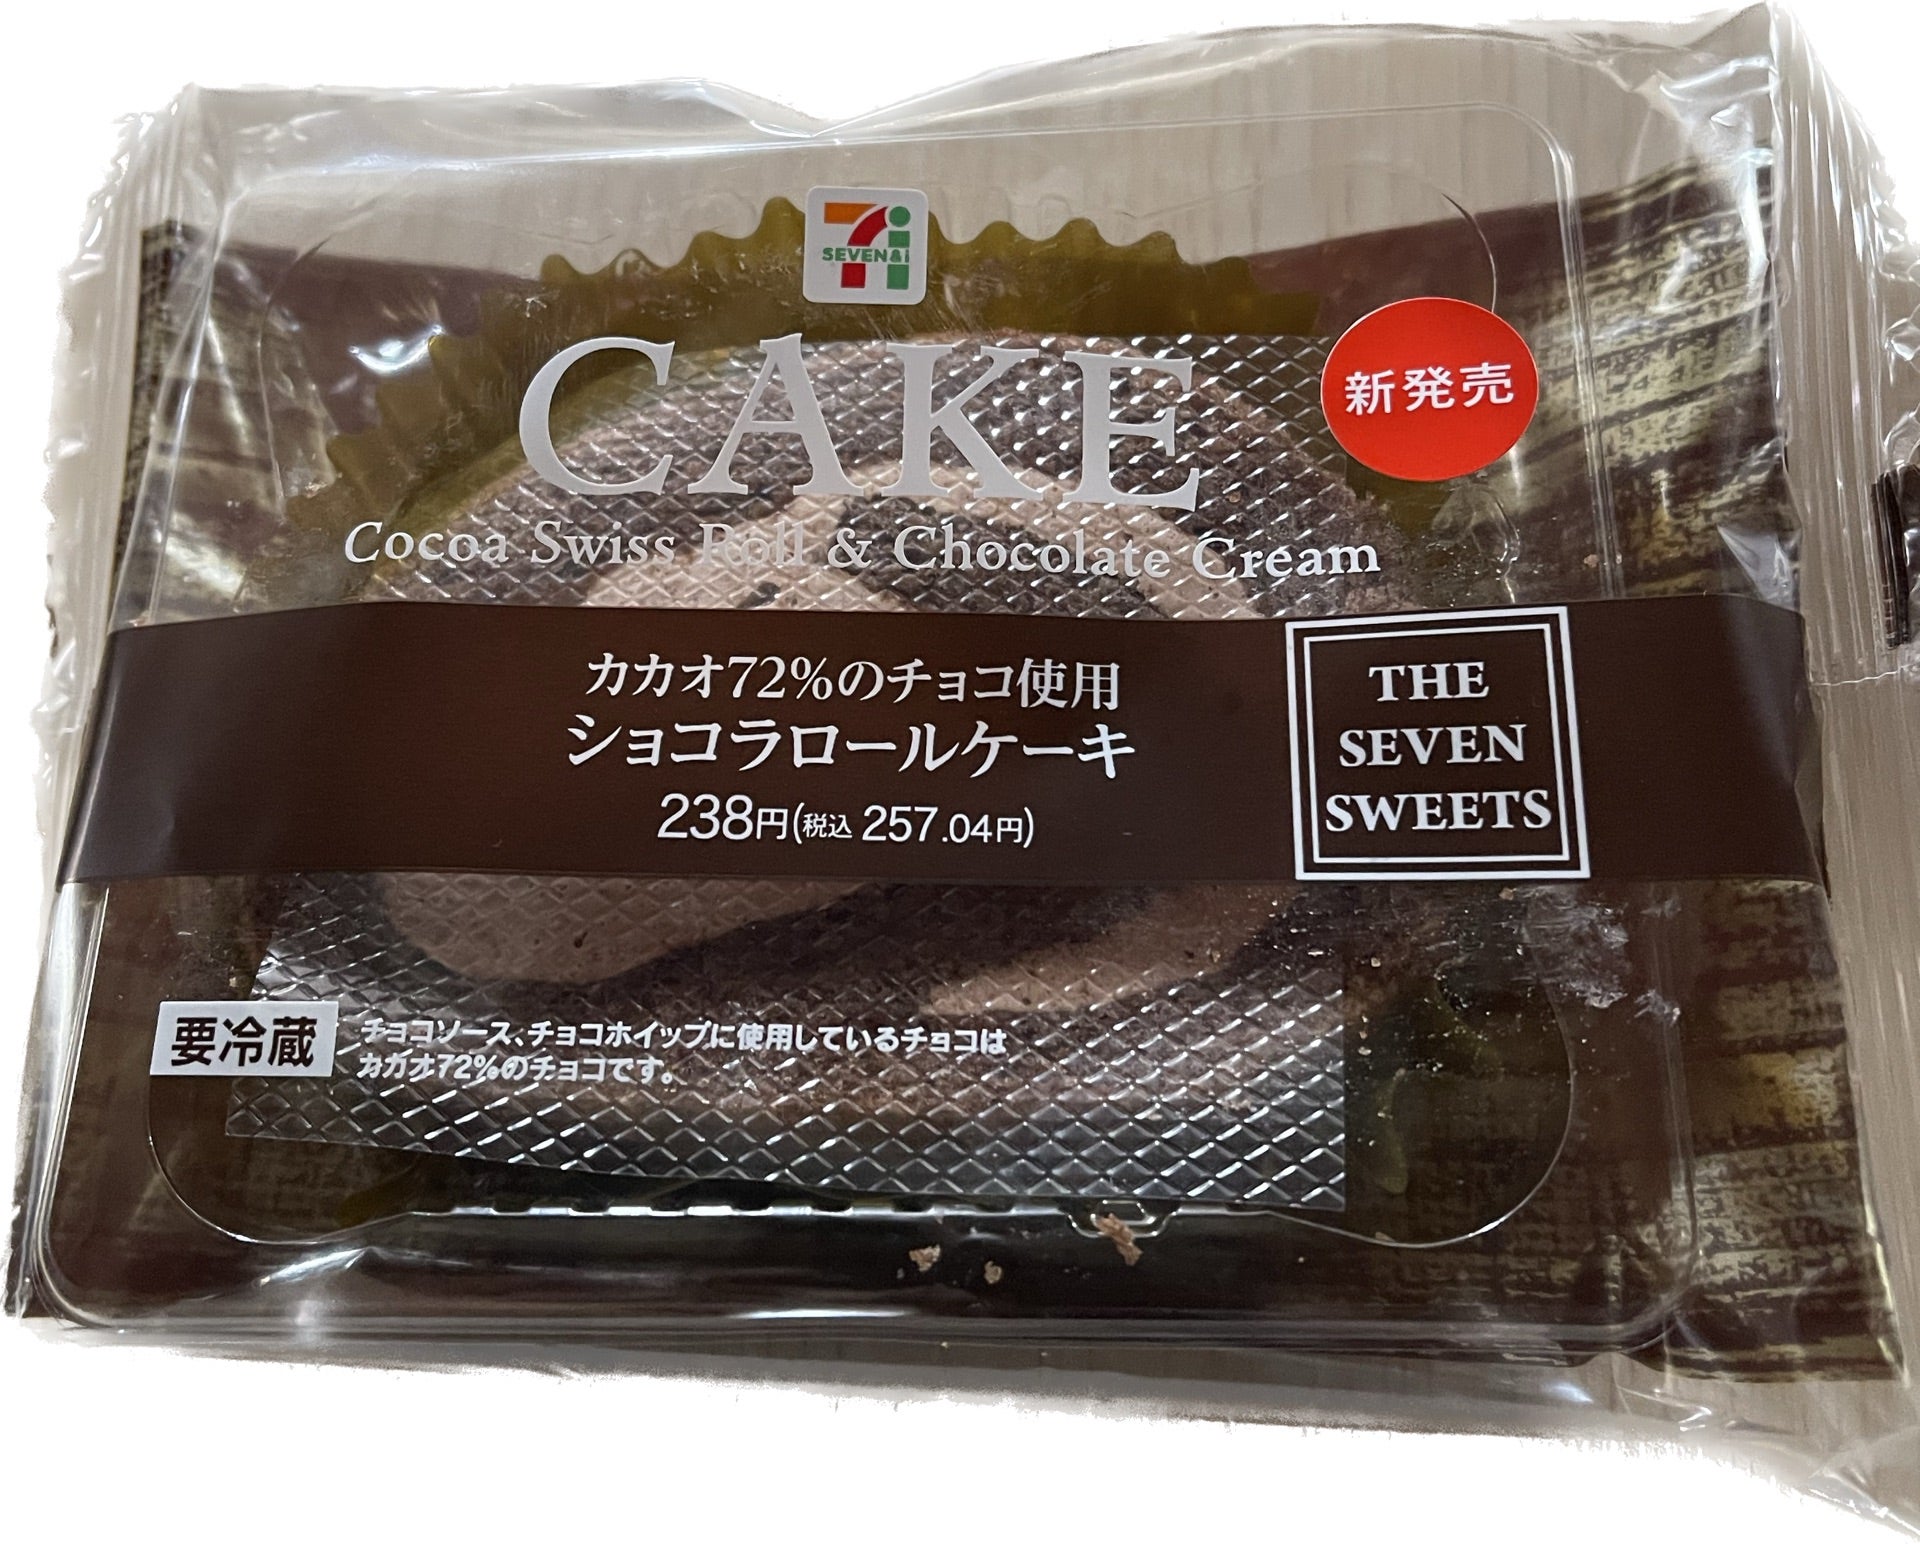 SEVEN&i
CAKE
新発売
Cocoa Swiss Roll & Chocolate Cream
カカオ72%のチョコ使用
ショコラロールケーキ
238円(税込 257.04円)
THE
SEVEN
SWEETS
要冷蔵
チョコソース、チョコホイップに使用しているチョコは
カカオ72%のチョコです。